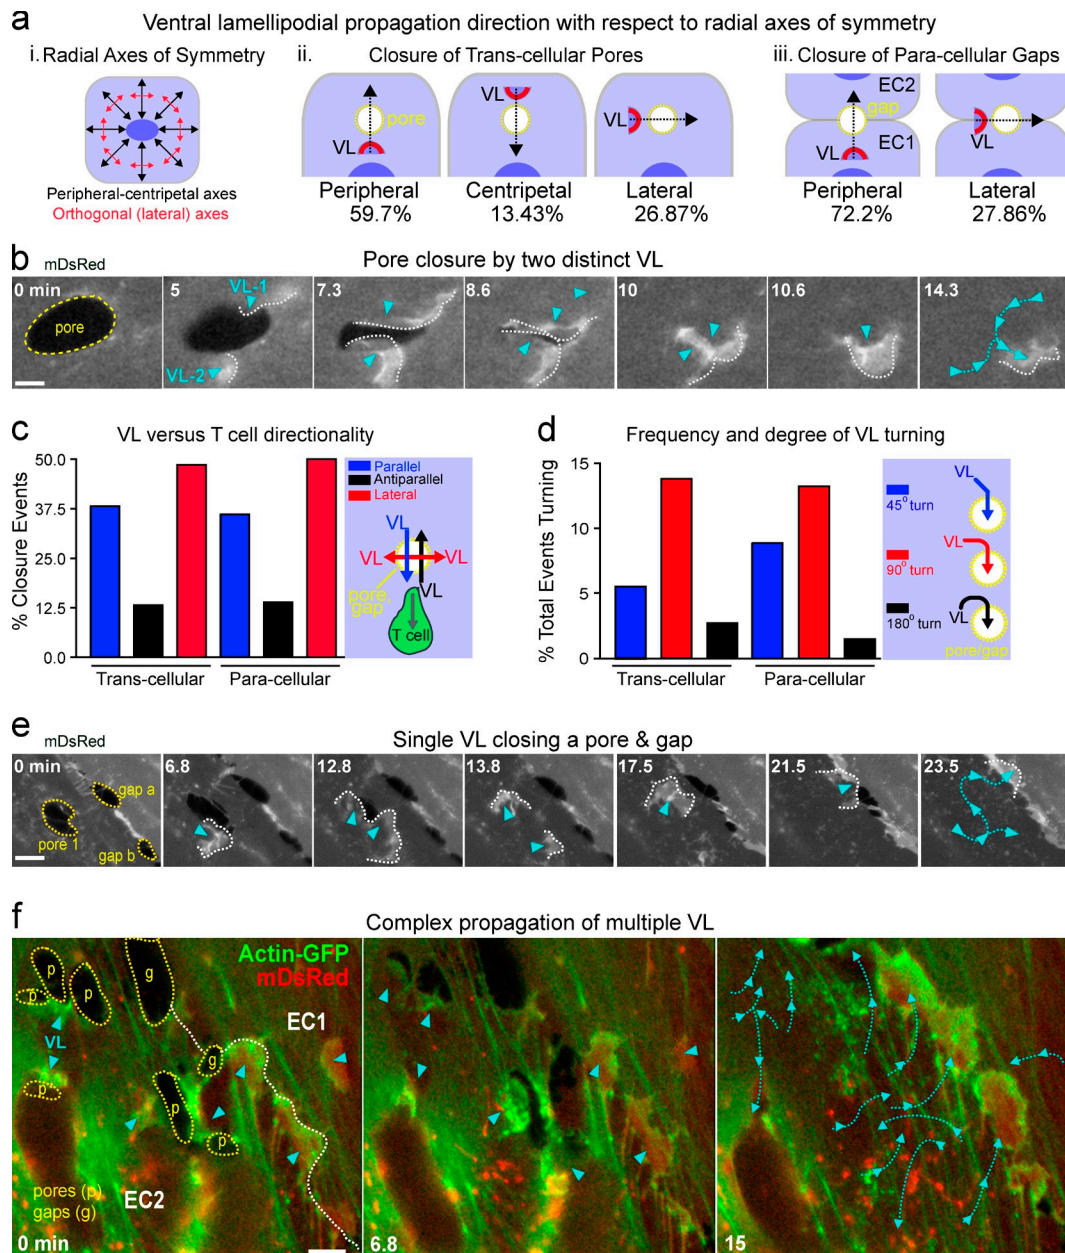 a
Ventral lamellipodial propagation direction with respect to radial axes of symmetry
i. Radial Axes of Symmetry
Peripheral-centripetal axes
Orthogonal (lateral) axes
ii. Closure of Trans-cellular Pores
VL
pore
VL
VL
Peripheral
59.7%
Centripetal
13.43%
Lateral
26.87%
iii. Closure of Para-cellular Gaps
EC2
gap
EC1
VL
VL
Peripheral
72.2%
Lateral
27.86%
b
mDsRed
Pore closure by two distinct VL
0 min
pore
5
VL-1
VL-2
7.3
8.6
10
10.6
14.3
c
VL versus T cell directionality
% Closure Events
50.0
37.5
25.0
12.5
0.0
Trans-cellular
Para-cellular
Parallel
Antiparallel
Lateral
VL
VL
VL
VL
pore,
gap
T cell
d
Frequency and degree of VL turning
% Total Events Turning
15
10
5
0
Trans-cellular
Para-cellular
VL
45° turn
VL
90° turn
VL
180° turn
pore/gap
e
mDsRed
Single VL closing a pore & gap
0 min
gap a
pore 1
gap b
6.8
12.8
13.8
17.5
21.5
23.5
f
Complex propagation of multiple VL
Actin-GFP
mDsRed
p
p
p
g
EC1
VL
g
p
p
p
EC2
pores (p)
gaps (g)
0 min
6.8
15